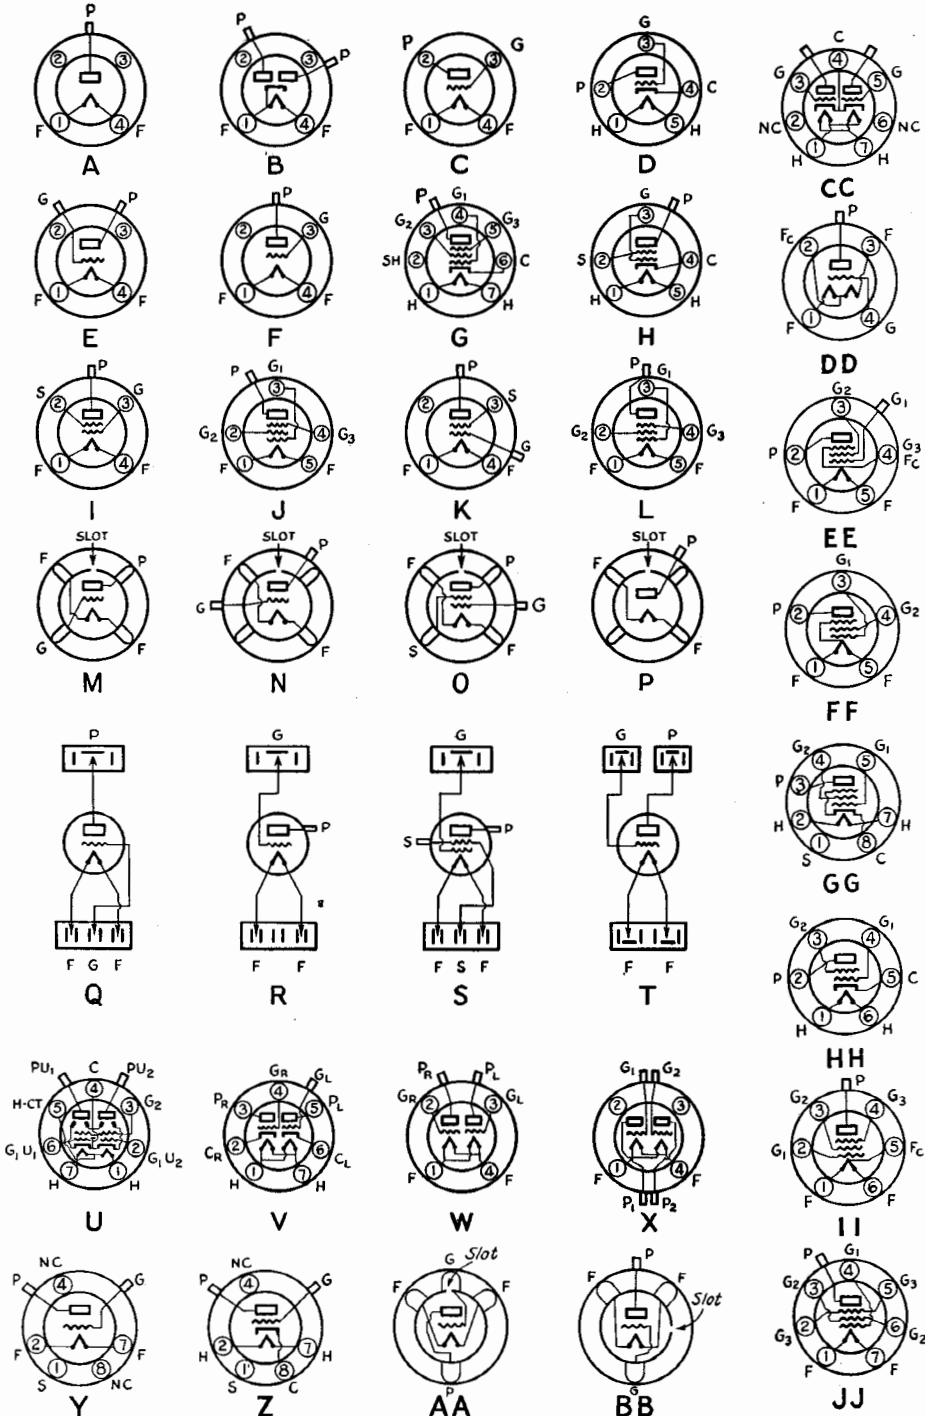 P
2 3
F 1 4 F
A
P
P
2 3
F 1 4 F
B
P G
2 3
F 1 4 F
C
G
3
P 2 4 C
H 1 5 H
D
C
4
G 3 5 G
NC 2 6 NC
1 7
H H
CC
G P
2 3
F 1 4 F
E
P
G
2 3
F 1 4 F
F
P G1
G2 3 4 5 G3
SH 2 6 C
H 1 7 H
G
G P
3
S 2 4 C
H 1 5 H
H
P
FC F
2 3
F 1 4 G
DD
P
S G
2 3
F 1 4 F
I
P G1
3
G2 2 4 G3
F 1 5 F
J
P
S
2 3
G
F 1 4 F
K
P G1
3
G2 2 4 G3
F 1 5 F
L
G2 G1
3
P 2 4 G3 FC
F 1 5 F
EE
SLOT
F P
G F
M
SLOT
F P
G
F
N
SLOT
F P
G
S F
O
SLOT
F P
F
P
G1
3
P 2 4 G2
F 1 5 F
FF
P
F G F
Q
G
P
F F
R
G
S P
F S F
S
G P
F F
T
G2 G1
4 5
P 3
H 2 7 H
S 1 8 C
GG
G2 G1
3 4
P 2 5 C
H 1 6 H
HH
PU1 C PU2
H-CT 5 4 3 G2
G1U1 6 2 G1U2
H 7 1 H
U
GR GL
PR 3 4 5 PL
CR 2 6 CL
H 1 7 H
V
PR PL
GR 2 3 GL
F 1 4 F
W
G1 G2
2 3
F 1 4 F
P1 P2
X
P
G2 3 4 G3
G1 2 5 FC
F 1 6 F
II
NC
P 4 G
F 2 7 F
S 1 8 NC
Y
NC
P 4 G
H 2 7 H
S 1 8 C
Z
G Slot
F F
P
AA
P
F F
Slot
G
BB
P G1
G2 3 4 5 G3
G3 2 6 G2
F 1 7 F
JJ